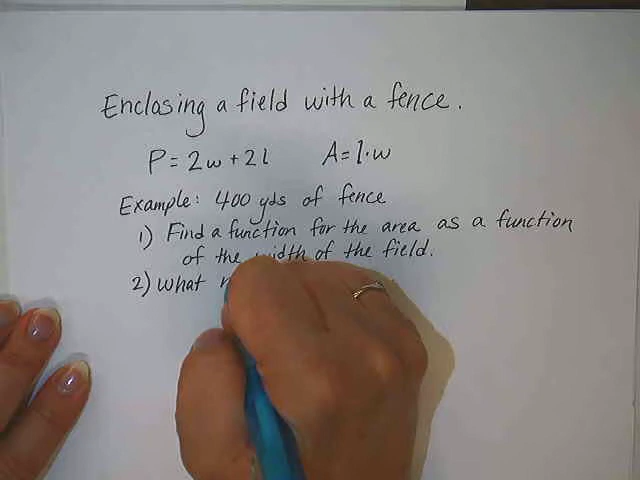 Enclosing a field with a fence.
P = 2w + 2l A = l·w
Example: 400 yds of fence
1) Find a function for the area as a function
of the width of the field.
2) What